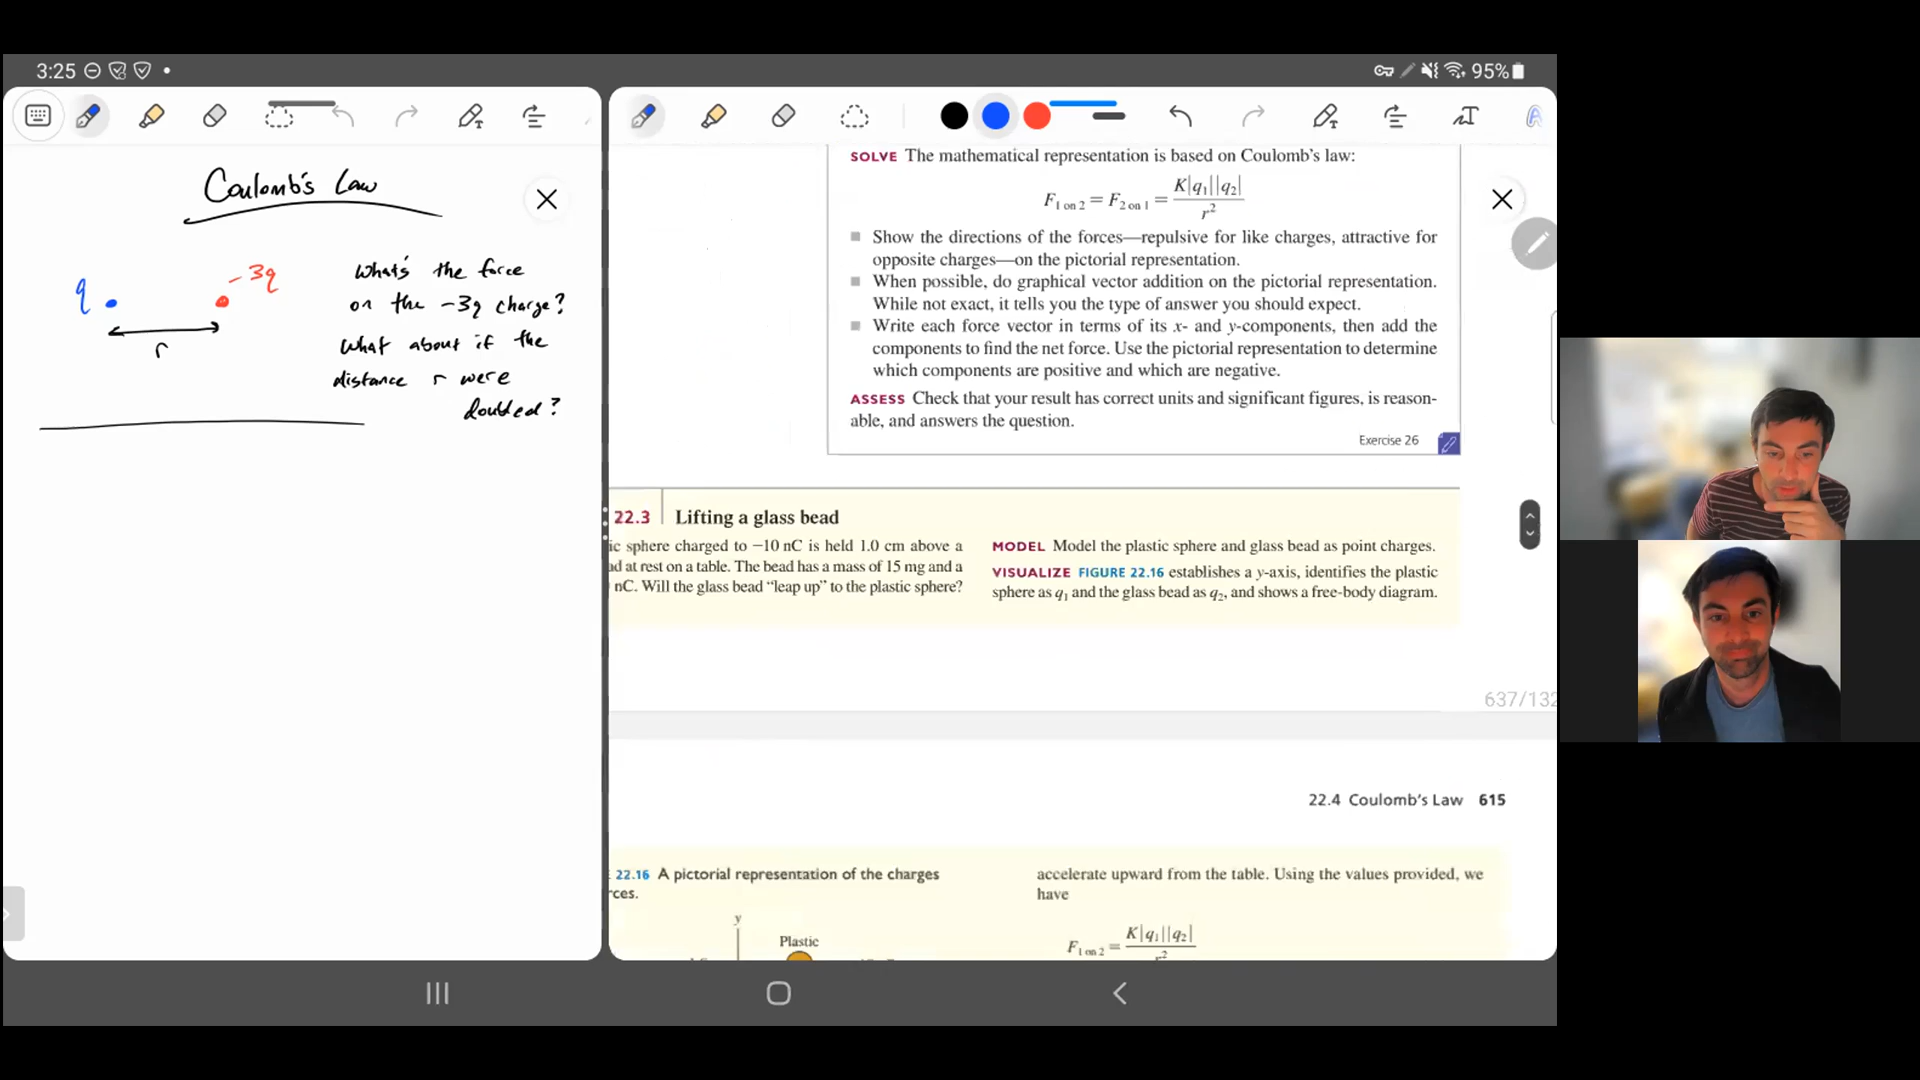 3:25
95%
Coulomb's Law
q
-3q
r
What's the force
on the -3q charge?
What about if the
distance r were
doubled?
SOLVE The mathematical representation is based on Coulomb's law:
F1 on 2 = F2 on 1 = K|q1||q2| / r²
■ Show the directions of the forces—repulsive for like charges, attractive for
opposite charges—on the pictorial representation.
■ When possible, do graphical vector addition on the pictorial representation.
While not exact, it tells you the type of answer you should expect.
■ Write each force vector in terms of its x- and y-components, then add the
components to find the net force. Use the pictorial representation to determine
which components are positive and which are negative.
ASSESS Check that your result has correct units and significant figures, is reason-
able, and answers the question.
Exercise 26
22.3 Lifting a glass bead
ic sphere charged to −10 nC is held 1.0 cm above a
ad at rest on a table. The bead has a mass of 15 mg and a
nC. Will the glass bead "leap up" to the plastic sphere?
MODEL Model the plastic sphere and glass bead as point charges.
VISUALIZE FIGURE 22.16 establishes a y-axis, identifies the plastic
sphere as q1 and the glass bead as q2, and shows a free-body diagram.
637/132
22.4 Coulomb's Law 615
22.16 A pictorial representation of the charges
rces.
y
Plastic
accelerate upward from the table. Using the values provided, we
have
F1 on 2 = K|q1||q2| / r²